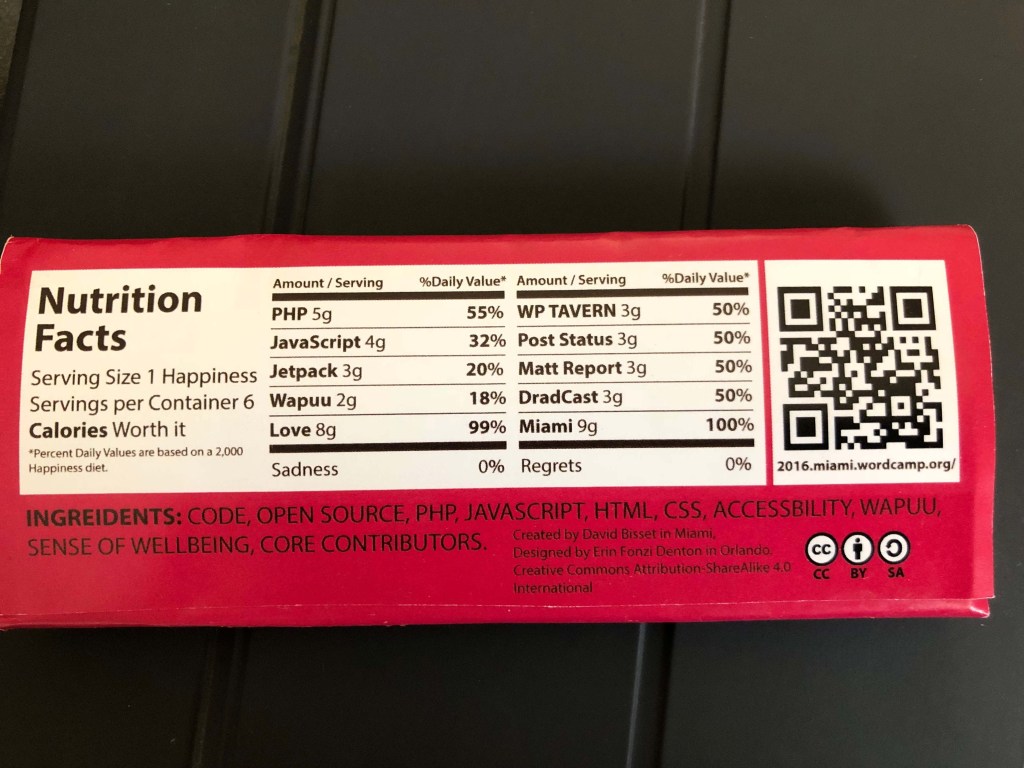 Nutrition
Facts
Serving Size 1 Happiness
Servings per Container 6
Calories Worth it
*Percent Daily Values are based on a 2,000
Happiness diet.
Amount / Serving %Daily Value*
PHP 5g 55%
JavaScript 4g 32%
Jetpack 3g 20%
Wapuu 2g 18%
Love 8g 99%
Sadness 0%
Amount / Serving %Daily Value*
WP TAVERN 3g 50%
Post Status 3g 50%
Matt Report 3g 50%
DradCast 3g 50%
Miami 9g 100%
Regrets 0%
2016.miami.wordcamp.org/
INGREIDENTS: CODE, OPEN SOURCE, PHP, JAVASCRIPT, HTML, CSS, ACCESSBILITY, WAPUU,
SENSE OF WELLBEING, CORE CONTRIBUTORS.
Created by David Bisset in Miami,
Designed by Erin Fonzi Denton in Orlando.
Creative Commons Attribution-ShareAlike 4.0
International
cc
CC BY SA